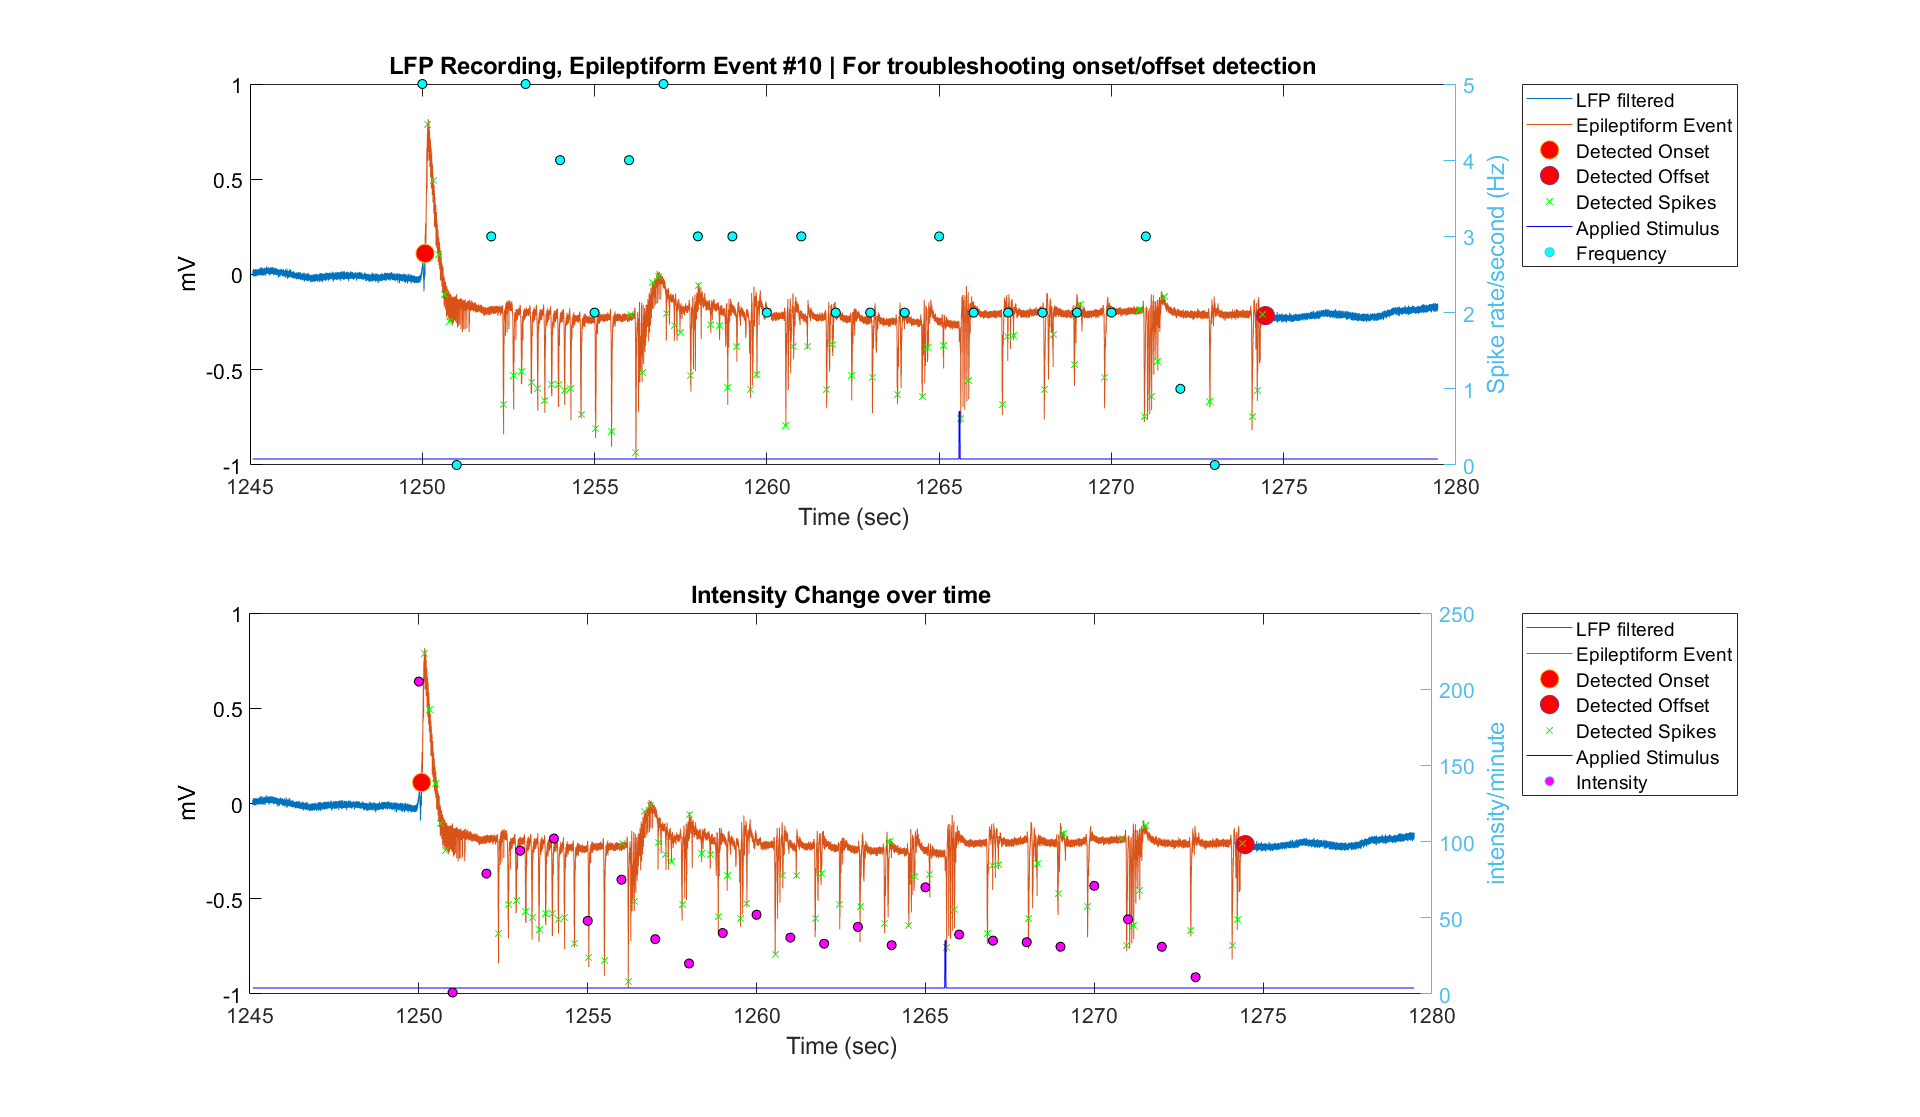 LFP Recording, Epileptiform Event #10 | For troubleshooting onset/offset detection
1
0.5
0
-0.5
-1
mV
5
4
3
2
1
0
Spike rate/second (Hz)
1245 1250 1255 1260 1265 1270 1275 1280
Time (sec)
LFP filtered
Epileptiform Event
Detected Onset
Detected Offset
Detected Spikes
Applied Stimulus
Frequency
Intensity Change over time
1
0.5
0
-0.5
-1
mV
250
200
150
100
50
0
intensity/minute
1245 1250 1255 1260 1265 1270 1275 1280
Time (sec)
LFP filtered
Epileptiform Event
Detected Onset
Detected Offset
Detected Spikes
Applied Stimulus
Intensity